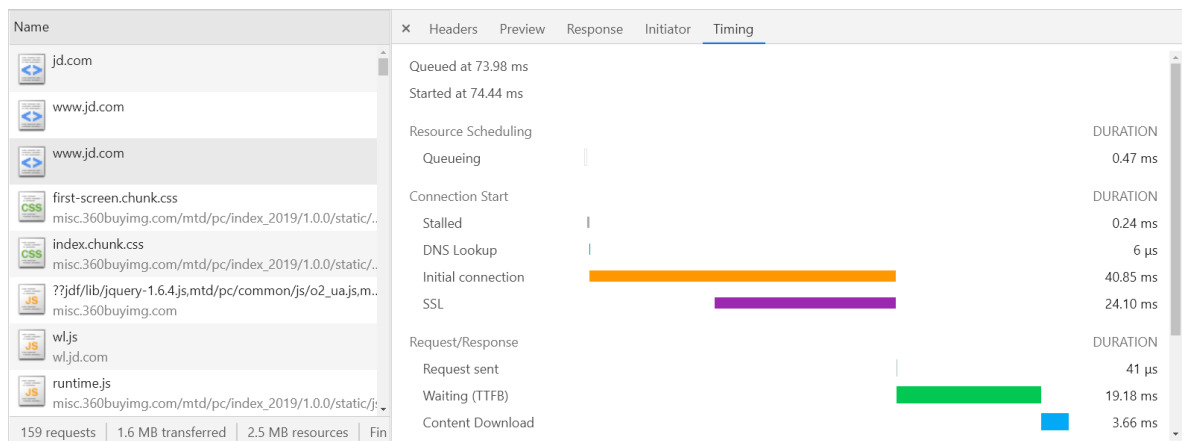 Name
jd.com
www.jd.com
www.jd.com
first-screen.chunk.css
misc.360buyimg.com/mtd/pc/index_2019/1.0.0/static/..
index.chunk.css
misc.360buyimg.com/mtd/pc/index_2019/1.0.0/static/..
??jdf/lib/jquery-1.6.4.js,mtd/pc/common/js/o2_ua.js,m..
misc.360buyimg.com
wl.js
wl.jd.com
runtime.js
misc.360buyimg.com/mtd/pc/index_2019/1.0.0/static/js
159 requests 1.6 MB transferred 2.5 MB resources Fin
× Headers Preview Response Initiator Timing
Queued at 73.98 ms
Started at 74.44 ms
Resource Scheduling DURATION
Queueing 0.47 ms
Connection Start DURATION
Stalled 0.24 ms
DNS Lookup 6 μs
Initial connection 40.85 ms
SSL 24.10 ms
Request/Response DURATION
Request sent 41 μs
Waiting (TTFB) 19.18 ms
Content Download 3.66 ms